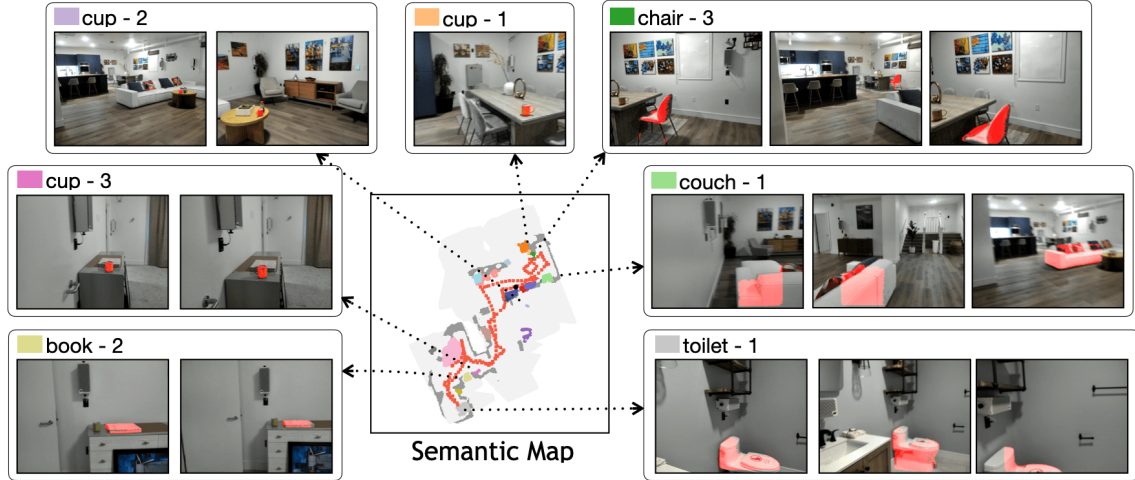 cup - 2
cup - 1
chair - 3
cup - 3
couch - 1
book - 2
toilet - 1
Semantic Map